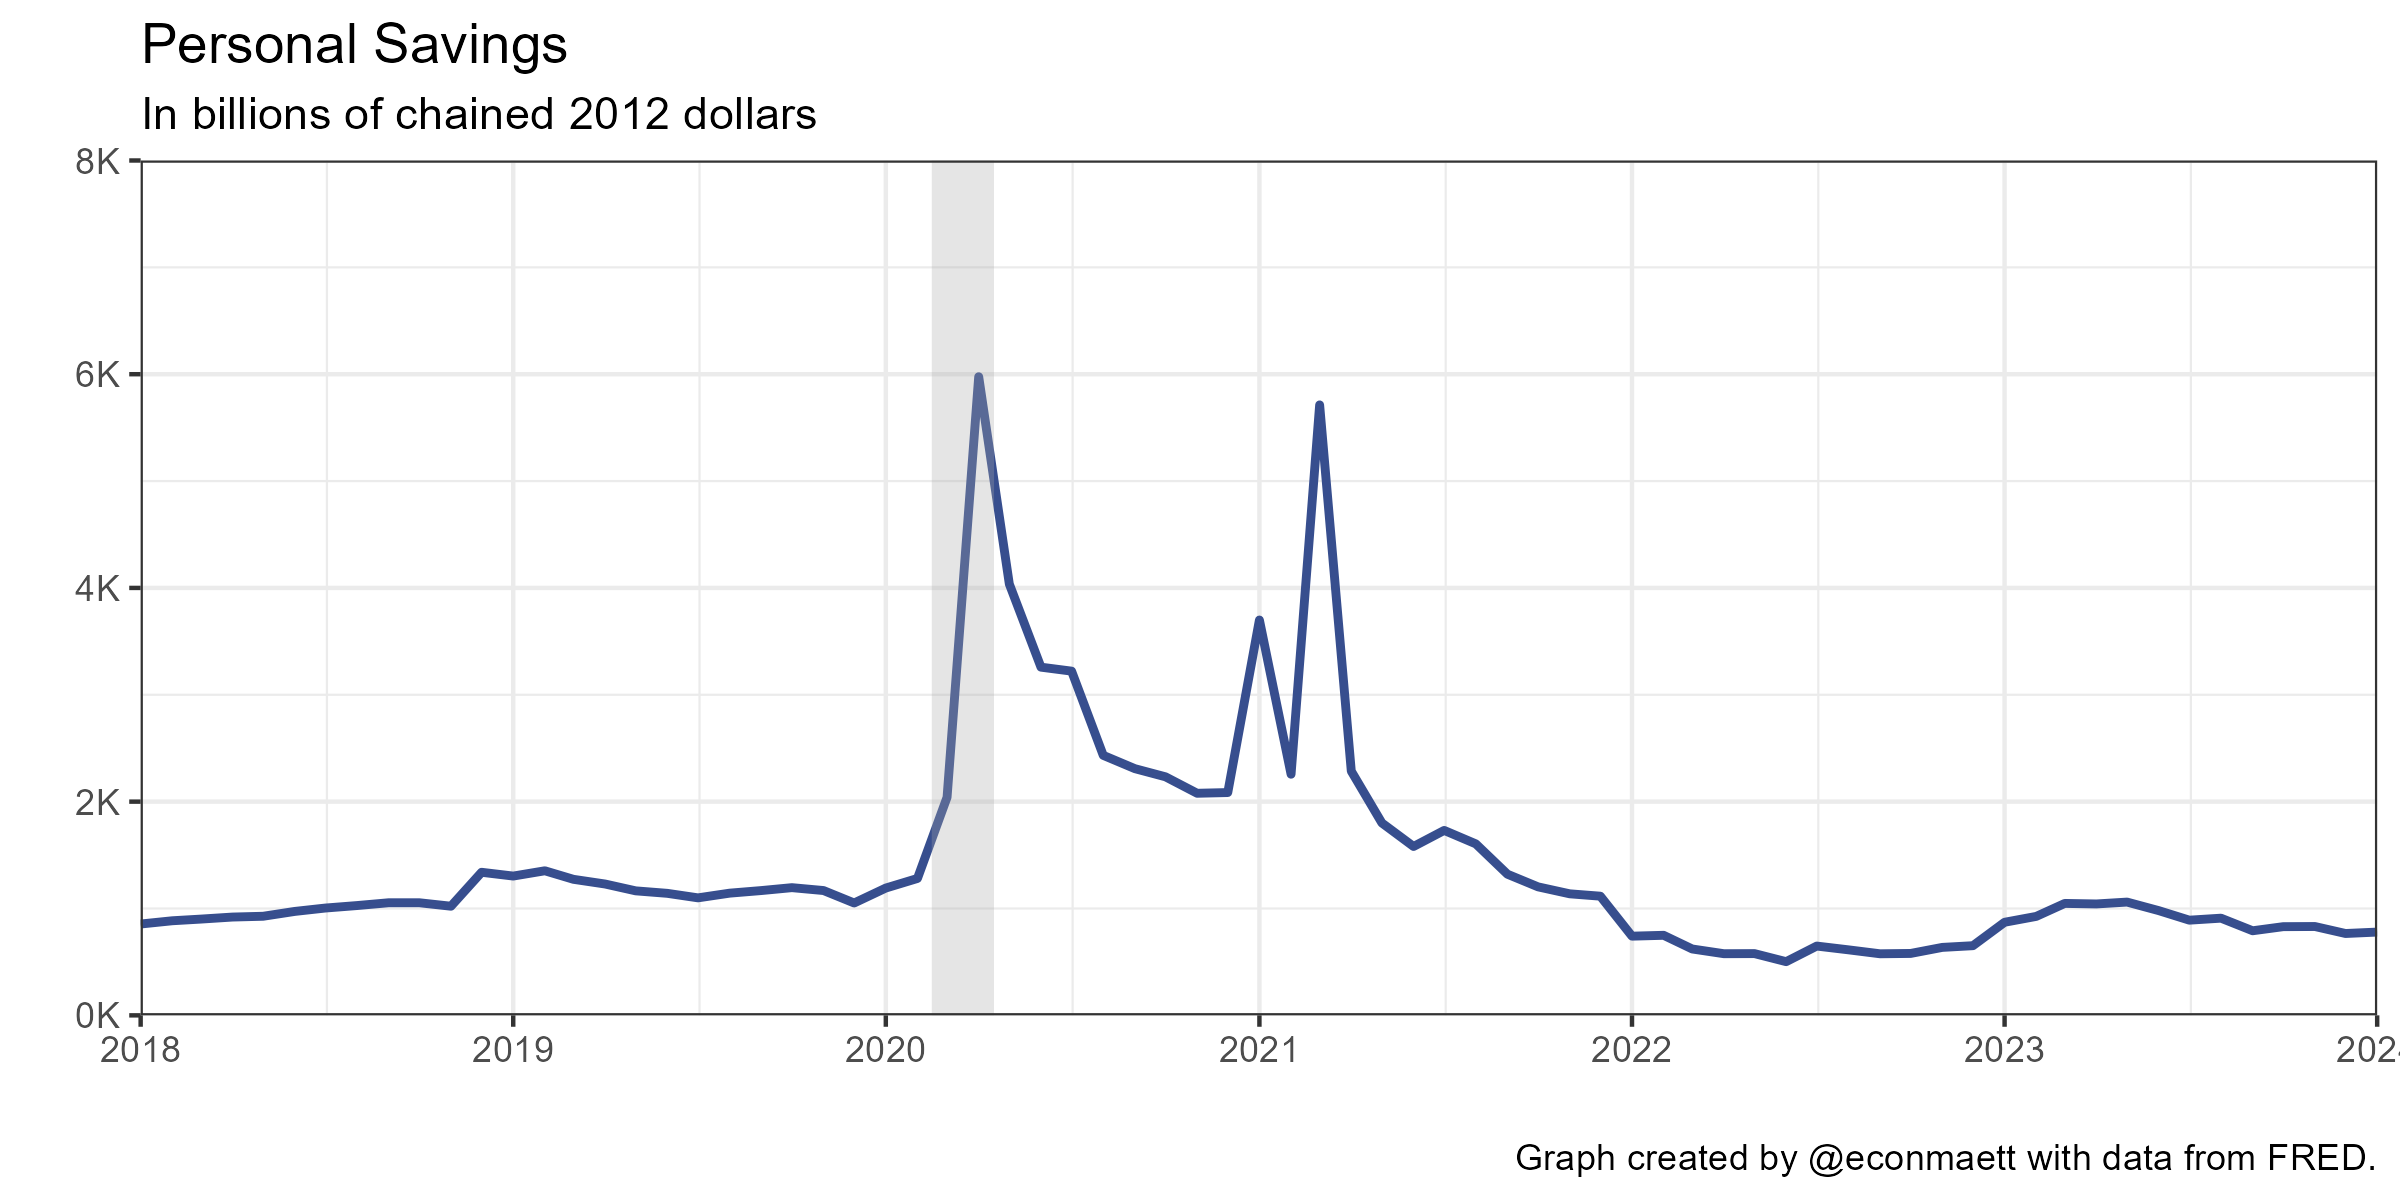 Personal Savings
In billions of chained 2012 dollars
8K
6K
4K
2K
0K
2018 2019 2020 2021 2022 2023
Graph created by @econmaett with data from FRED.